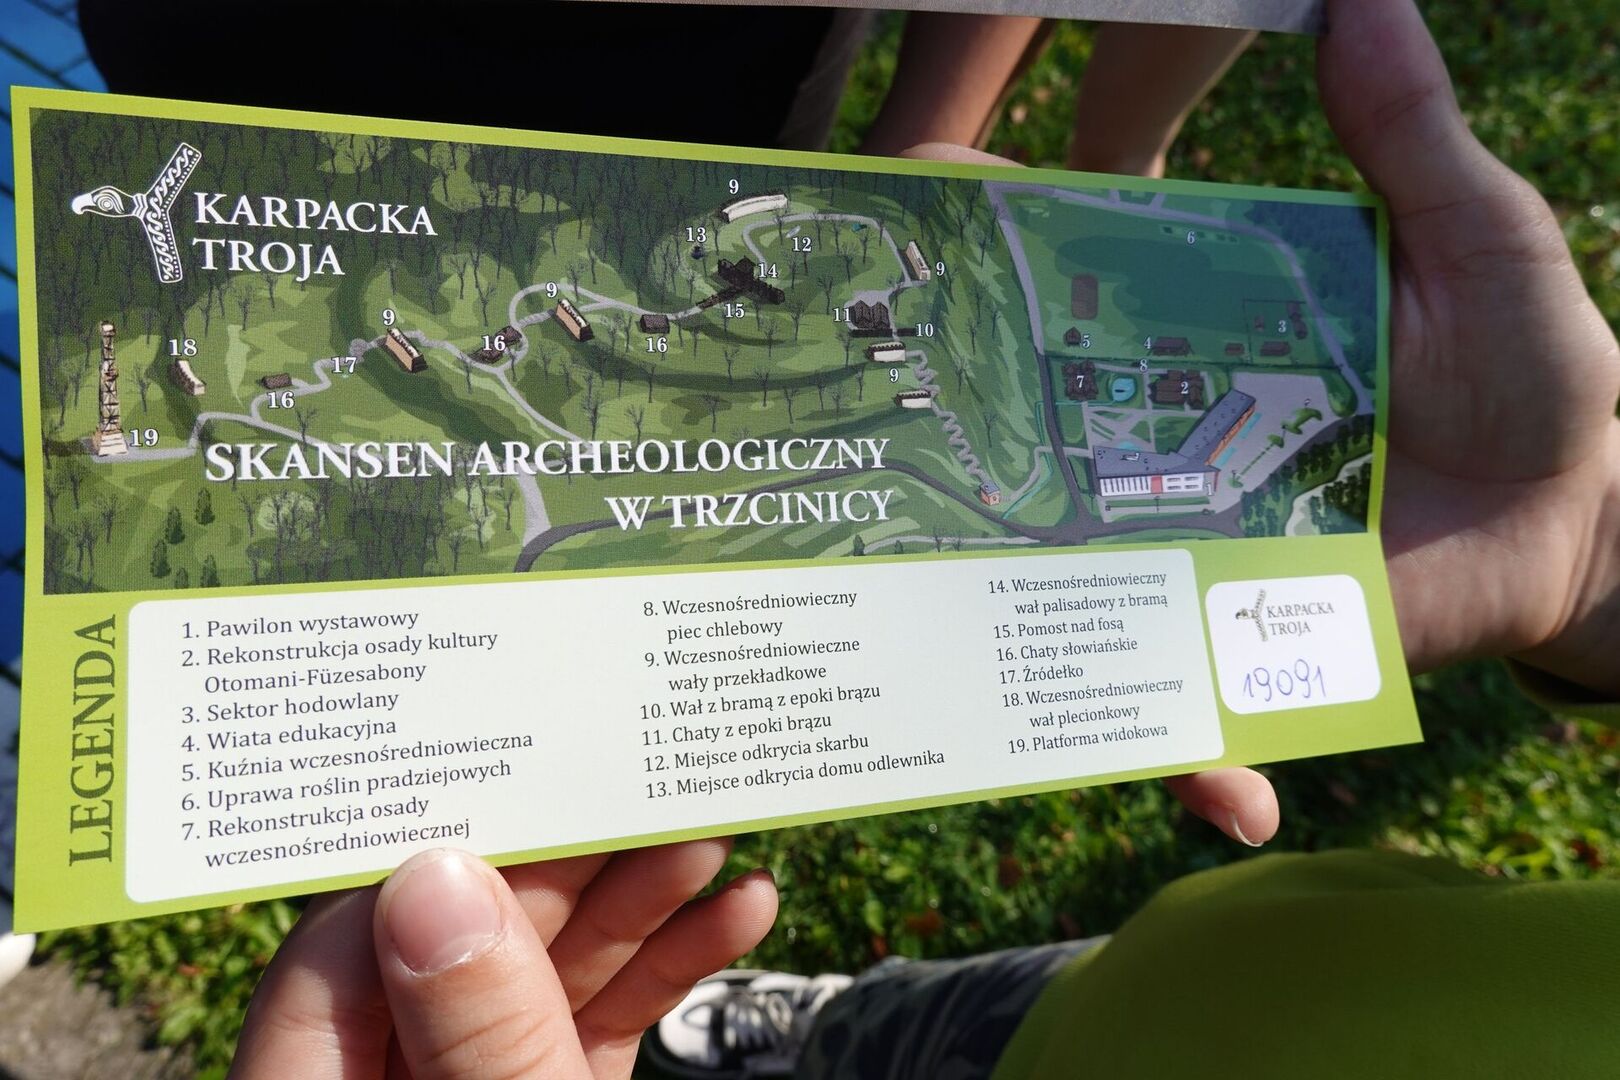 KARPACKA
TROJA
9
13
12
14
9
15
9
9
16
16
11
10
9
18
17
16
19
6
5
4
3
8
7
2
1
SKANSEN ARCHEOLOGICZNY
W TRZCINICY
LEGENDA
1. Pawilon wystawowy
2. Rekonstrukcja osady kultury
Otomani-Füzesabony
3. Sektor hodowlany
4. Wiata edukacyjna
5. Kuźnia wczesnośredniowieczna
6. Uprawa roślin pradziejowych
7. Rekonstrukcja osady
wczesnośredniowiecznej
8. Wczesnośredniowieczny
piec chlebowy
9. Wczesnośredniowieczne
wały przekładkowe
10. Wał z bramą z epoki brązu
11. Chaty z epoki brązu
12. Miejsce odkrycia skarbu
13. Miejsce odkrycia domu odlewnika
14. Wczesnośredniowieczny
wał palisadowy z bramą
15. Pomost nad fosą
16. Chaty słowiańskie
17. Źródełko
18. Wczesnośredniowieczny
wał plecionkowy
19. Platforma widokowa
KARPACKA
TROJA
19091